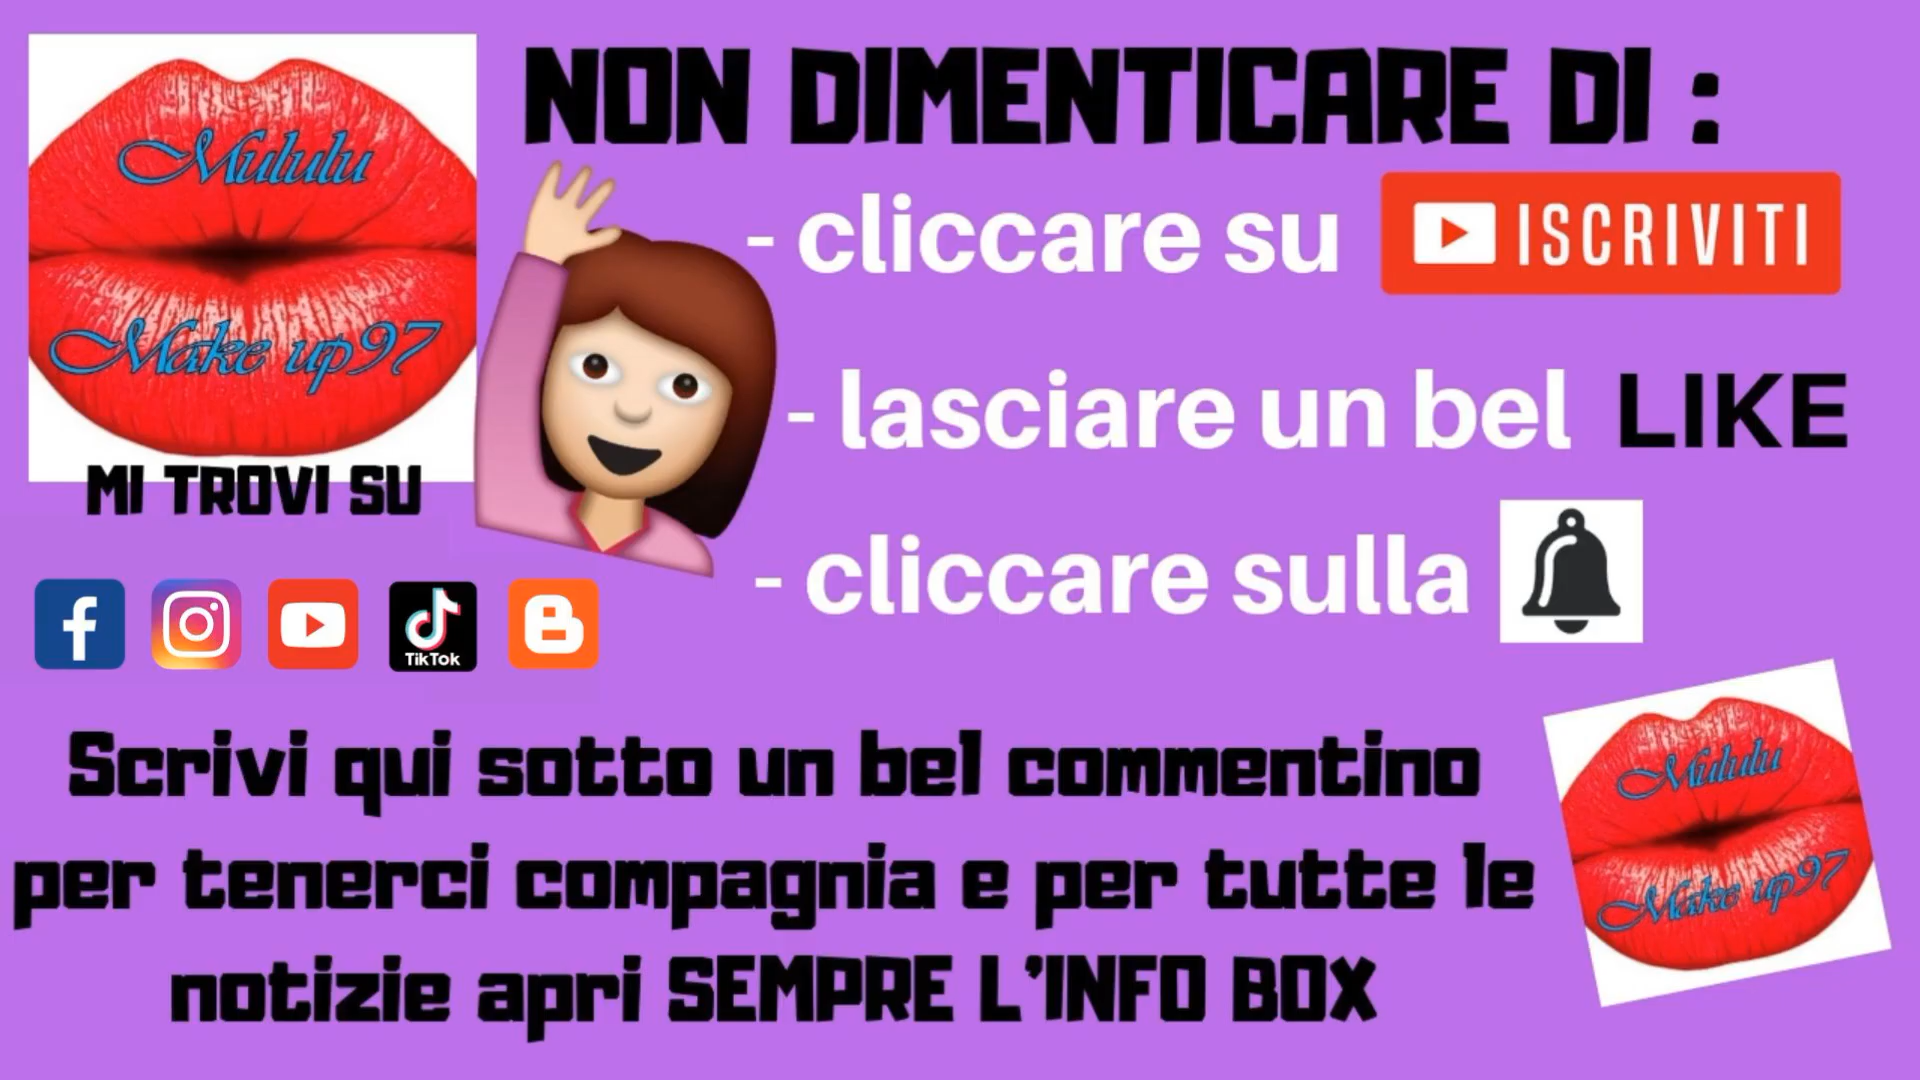 Mululu
Make up97
MI TROVI SU
TikTok
NON DIMENTICARE DI :
- cliccare su ISCRIVITI
- lasciare un bel LIKE
- cliccare sulla
Scrivi qui sotto un bel commentino
per tenerci compagnia e per tutte le
notizie apri SEMPRE L'INFO BOX
Mululu
Make up97